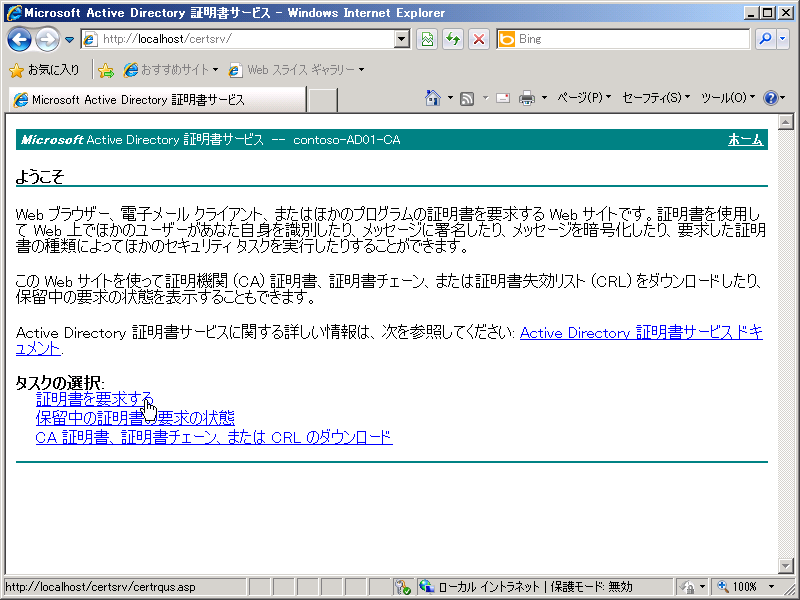 Microsoft Active Directory 証明書サービス - Windows Internet Explorer
http://localhost/certsrv/
Bing
お気に入り
おすすめサイト
Web スライス ギャラリー
Microsoft Active Directory 証明書サービス
ページ(P)
セーフティ(S)
ツール(O)
Microsoft Active Directory 証明書サービス -- contoso-AD01-CA
ホーム
ようこそ
Web ブラウザー、電子メール クライアント、またはほかのプログラムの証明書を要求する Web サイトです。証明書を使用し
て Web 上でほかのユーザーがあなた自身を識別したり、メッセージに署名したり、メッセージを暗号化したり、要求した証明
書の種類によってほかのセキュリティ タスクを実行したりすることができます。
この Web サイトを使って証明機関 (CA) 証明書、証明書チェーン、または証明書失効リスト (CRL) をダウンロードしたり、
保留中の要求の状態を表示することもできます。
Active Directory 証明書サービスに関する詳しい情報は、次を参照してください: Active Directory 証明書サービス ドキ
ュメント.
タスクの選択:
証明書を要求する
保留中の証明書の要求の状態
CA 証明書、証明書チェーン、または CRL のダウンロード
http://localhost/certsrv/certrqus.asp
ローカル イントラネット | 保護モード: 無効
100%